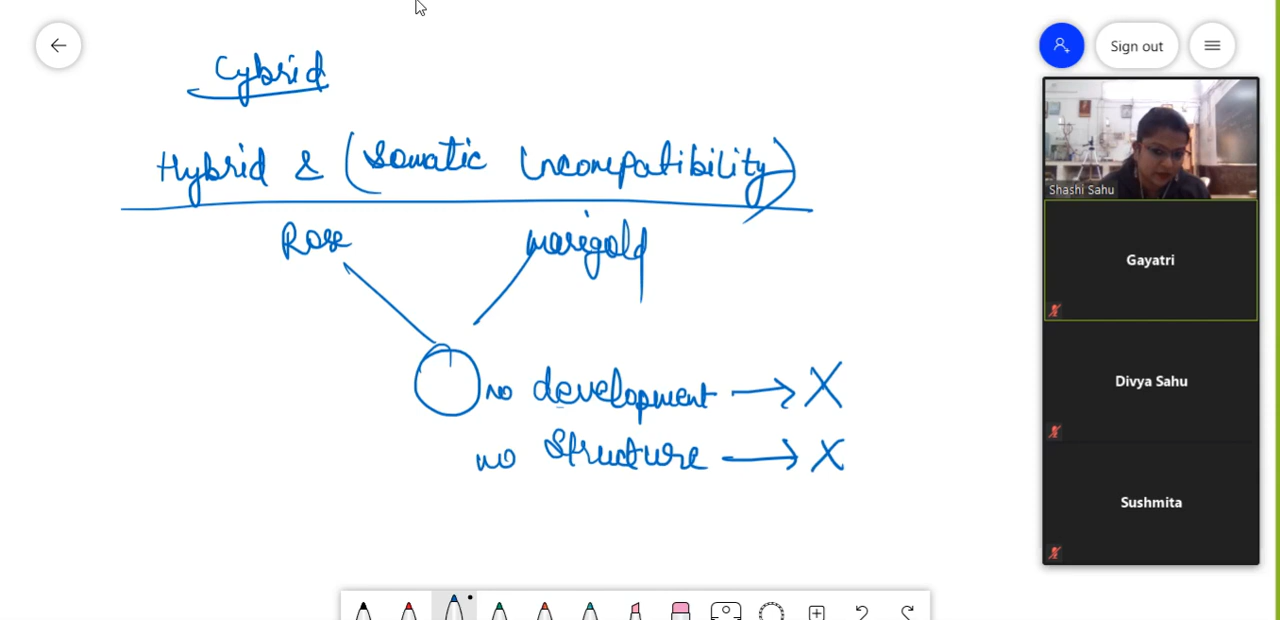 Sign out
Cybrid
Hybrid & (Somatic Incompatibility)
Rose marigold
no development → X
no Structure → X
Shashi Sahu
Gayatri
Divya Sahu
Sushmita